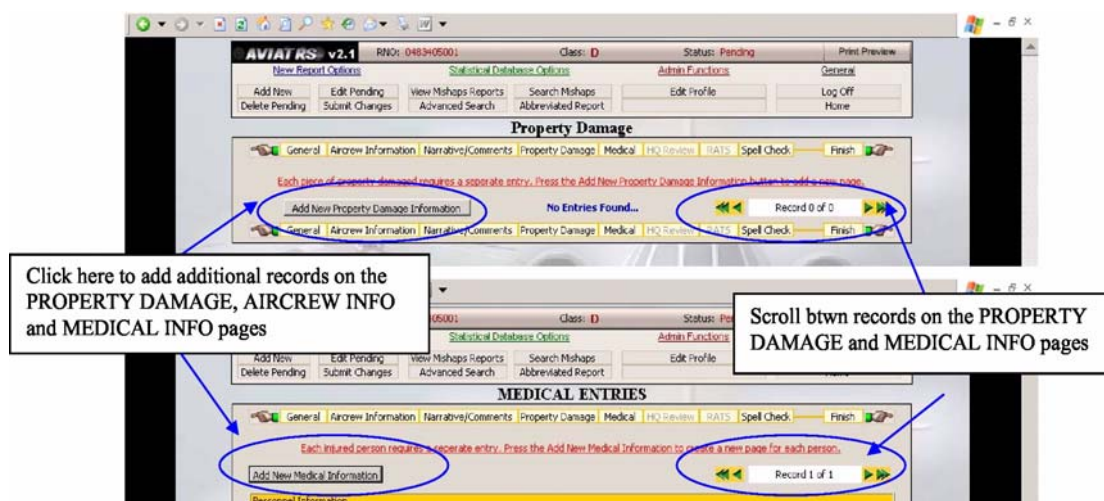 AVIATRS v2.1 RNO: 0483405001 Class: D Status: Pending Print Preview
New Report Options Statistical Database Options Admin Functions General
Add New Edit Pending View Mishaps Reports Search Mishaps Edit Profile Log Off
Delete Pending Submit Changes Advanced Search Abbreviated Report Home
Property Damage
General Aircrew Information Narrative/Comments Property Damage Medical HQ Review RATS Spell Check Finish
Each piece of property damaged requires a seperate entry. Press the Add New Property Damage Information button to add a new page.
Add New Property Damage Information No Entries Found... Record 0 of 0
General Aircrew Information Narrative/Comments Property Damage Medical HQ Review RATS Spell Check Finish
Click here to add additional records on the
PROPERTY DAMAGE, AIRCREW INFO
and MEDICAL INFO pages
Scroll btwn records on the PROPERTY
DAMAGE and MEDICAL INFO pages
05001 Class: D Status:
Statistical Database Options Admin Functions
Add New Edit Pending View Mishaps Reports Search Mishaps Edit Profile
Delete Pending Submit Changes Advanced Search Abbreviated Report
MEDICAL ENTRIES
General Aircrew Information Narrative/Comments Property Damage Medical HQ Review RATS Spell Check Finish
Each injured person requires a seperate entry. Press the Add New Medical Information to create a new page for each person.
Add New Medical Information Record 1 of 1
Personnel Information